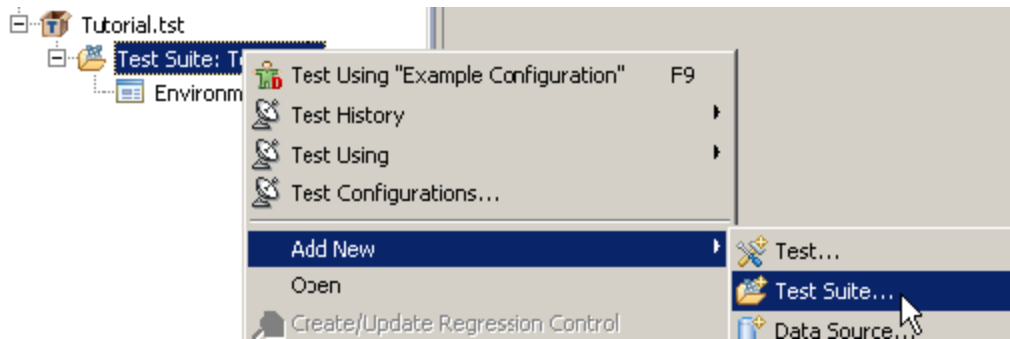 Tutorial.tst
Test Suite:
Environm
Test Using "Example Configuration" F9
Test History
Test Using
Test Configurations...
Add New
Test...
Open
Test Suite...
Create/Update Regression Control
Data Source...